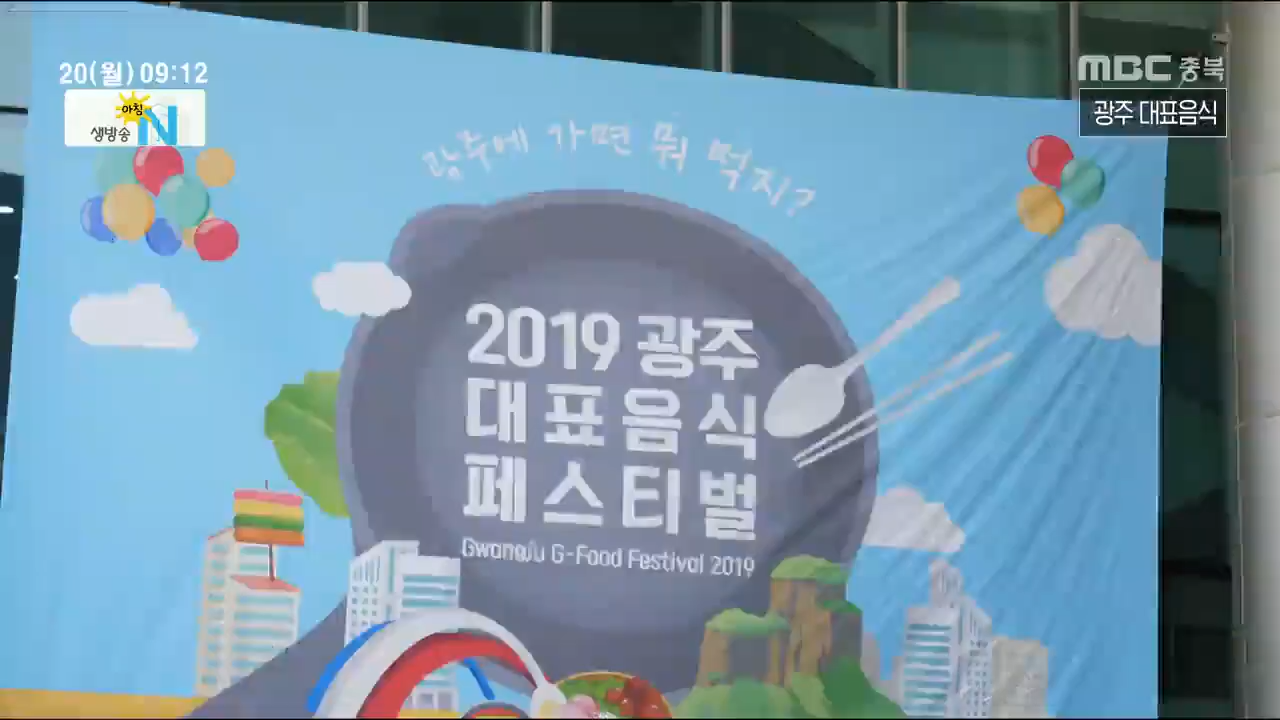 20(월) 09:12
아침
생방송 N
MBC 충북
광주 대표음식
광주에 가면 뭐 먹지?
2019 광주
대표음식
페스티벌
Gwangju G-Food Festival 2019